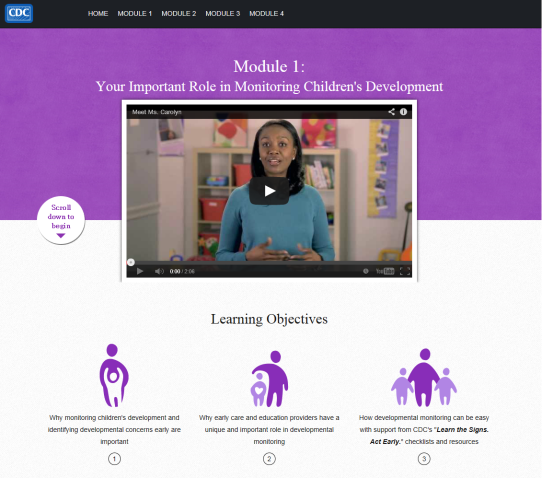 CDC
HOME MODULE 1 MODULE 2 MODULE 3 MODULE 4
Module 1:
Your Important Role in Monitoring Children's Development
Meet Ms. Carolyn
Scroll
down to
begin
0:00 / 2:06
YouTube
Learning Objectives
Why monitoring children's development and
identifying developmental concerns early are
important
1
Why early care and education providers have a
unique and important role in developmental
monitoring
2
How developmental monitoring can be easy
with support from CDC's "Learn the Signs.
Act Early." checklists and resources
3